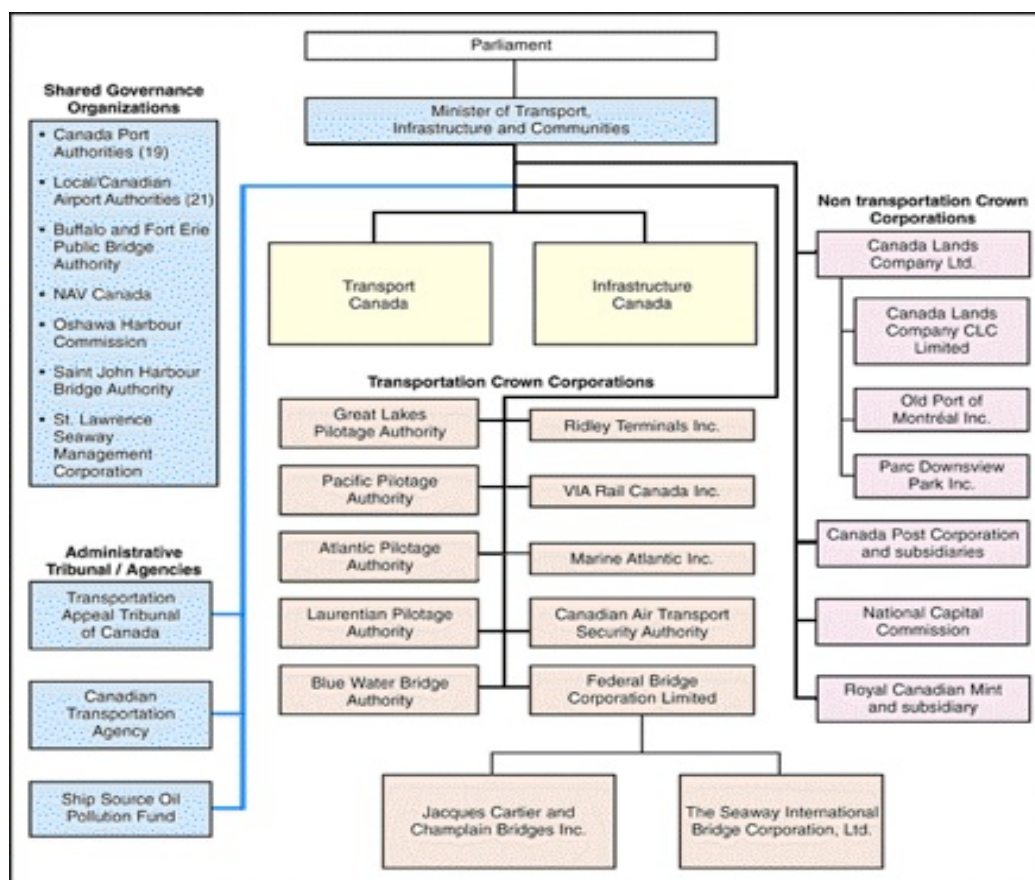 Parliament
Minister of Transport,
Infrastructure and Communities
Shared Governance
Organizations
• Canada Port
Authorities (19)
• Local/Canadian
Airport Authorities (21)
• Buffalo and Fort Erie
Public Bridge
Authority
• NAV Canada
• Oshawa Harbour
Commission
• Saint John Harbour
Bridge Authority
• St. Lawrence
Seaway
Management
Corporation
Administrative
Tribunal / Agencies
Transportation
Appeal Tribunal
of Canada
Canadian
Transportation
Agency
Ship Source Oil
Pollution Fund
Transport
Canada
Infrastructure
Canada
Transportation Crown Corporations
Great Lakes
Pilotage Authority
Ridley Terminals Inc.
Pacific Pilotage
Authority
VIA Rail Canada Inc.
Atlantic Pilotage
Authority
Marine Atlantic Inc.
Laurentian Pilotage
Authority
Canadian Air Transport
Security Authority
Blue Water Bridge
Authority
Federal Bridge
Corporation Limited
Jacques Cartier and
Champlain Bridges Inc.
The Seaway International
Bridge Corporation, Ltd.
Non transportation Crown
Corporations
Canada Lands
Company Ltd.
Canada Lands
Company CLC
Limited
Old Port of
Montréal Inc.
Parc Downsview
Park Inc.
Canada Post Corporation
and subsidiaries
National Capital
Commission
Royal Canadian Mint
and subsidiary